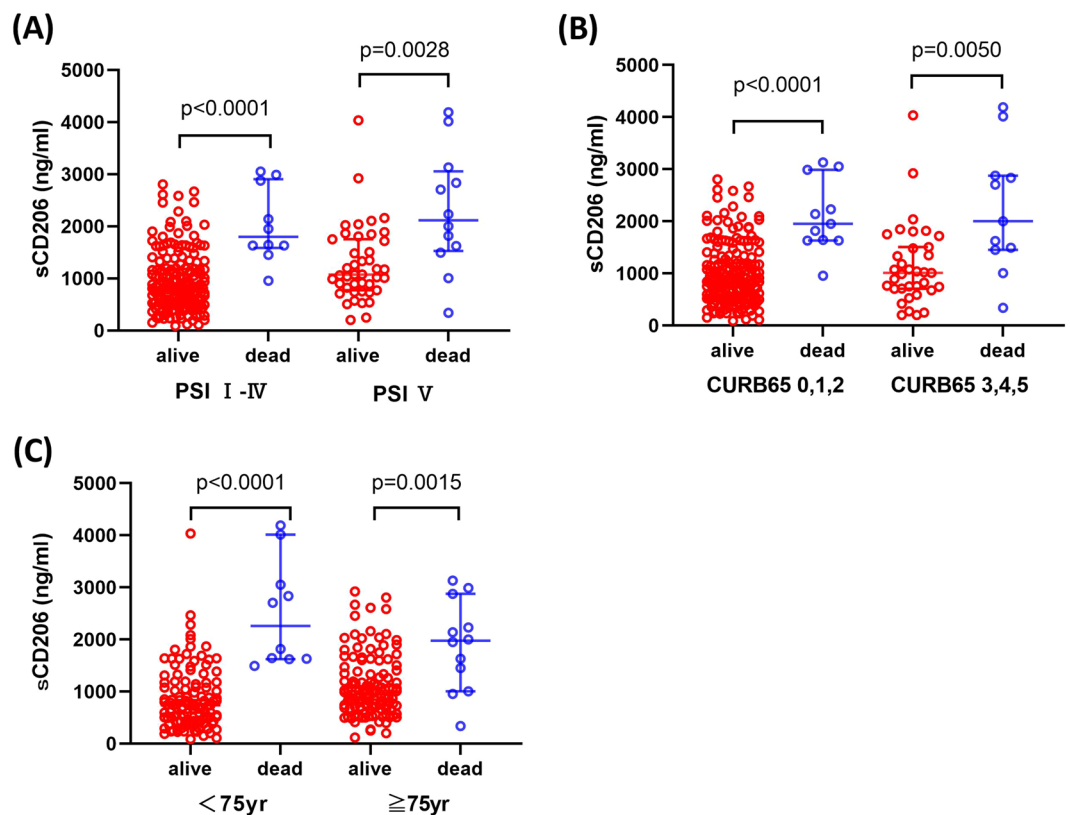 (A)
p=0.0028
p<0.0001
sCD206 (ng/ml)
5000
4000
3000
2000
1000
0
alive dead alive dead
PSI Ⅰ-Ⅳ PSI Ⅴ
(B)
p=0.0050
p<0.0001
sCD206 (ng/ml)
5000
4000
3000
2000
1000
0
alive dead alive dead
CURB65 0,1,2 CURB65 3,4,5
(C)
p<0.0001 p=0.0015
sCD206 (ng/ml)
5000
4000
3000
2000
1000
0
alive dead alive dead
＜75yr ≧75yr